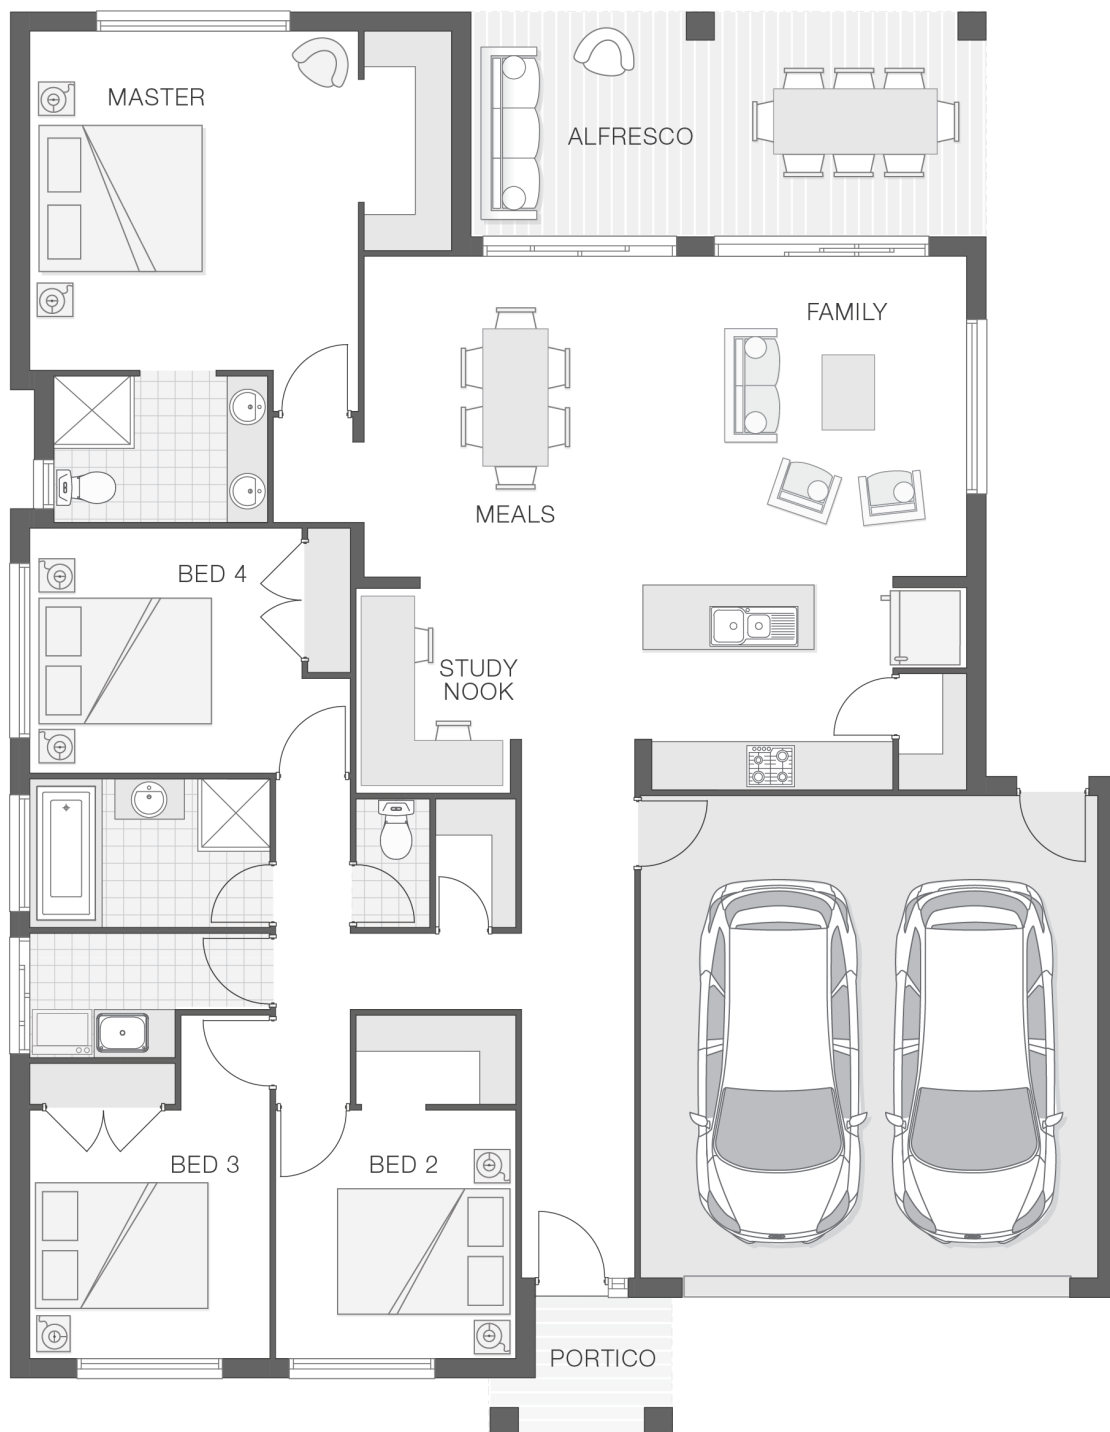 MASTER
ALFRESCO
FAMILY
MEALS
BED 4
STUDY
NOOK
BED 3
BED 2
PORTICO